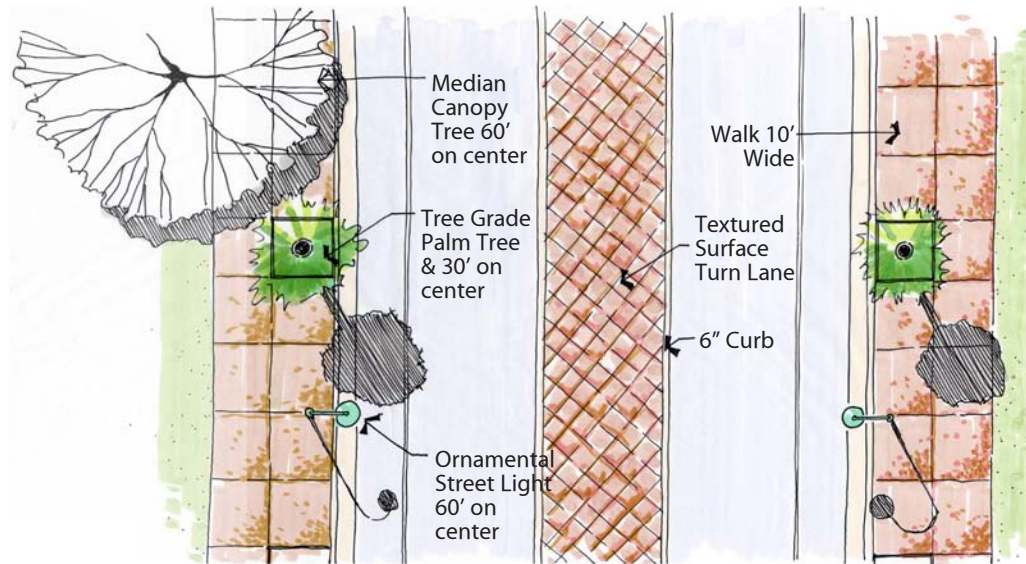 Median
Canopy
Tree 60'
on center
Walk 10'
Wide
Tree Grade
Palm Tree
& 30' on
center
Textured
Surface
Turn Lane
6" Curb
Ornamental
Street Light
60' on
center